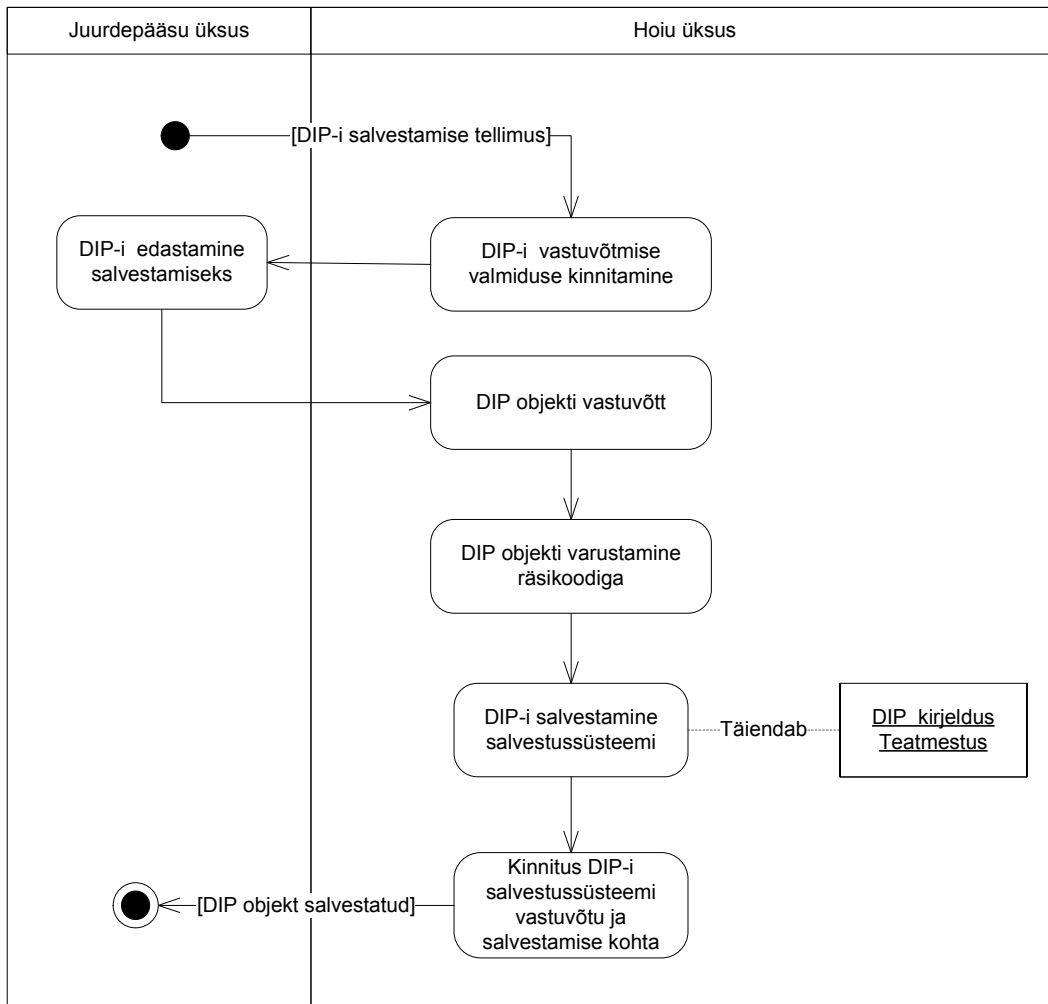 Juurdepääsu üksus
Hoiu üksus
[DIP-i salvestamise tellimus]
DIP-i edastamine
salvestamiseks
DIP-i vastuvõtmise
valmiduse kinnitamine
DIP objekti vastuvõtt
DIP objekti varustamine
räsikoodiga
DIP-i salvestamine
salvestussüsteemi
Täiendab
DIP kirjeldus
Teatmestus
Kinnitus DIP-i
salvestussüsteemi
vastuvõtu ja
salvestamise kohta
[DIP objekt salvestatud]